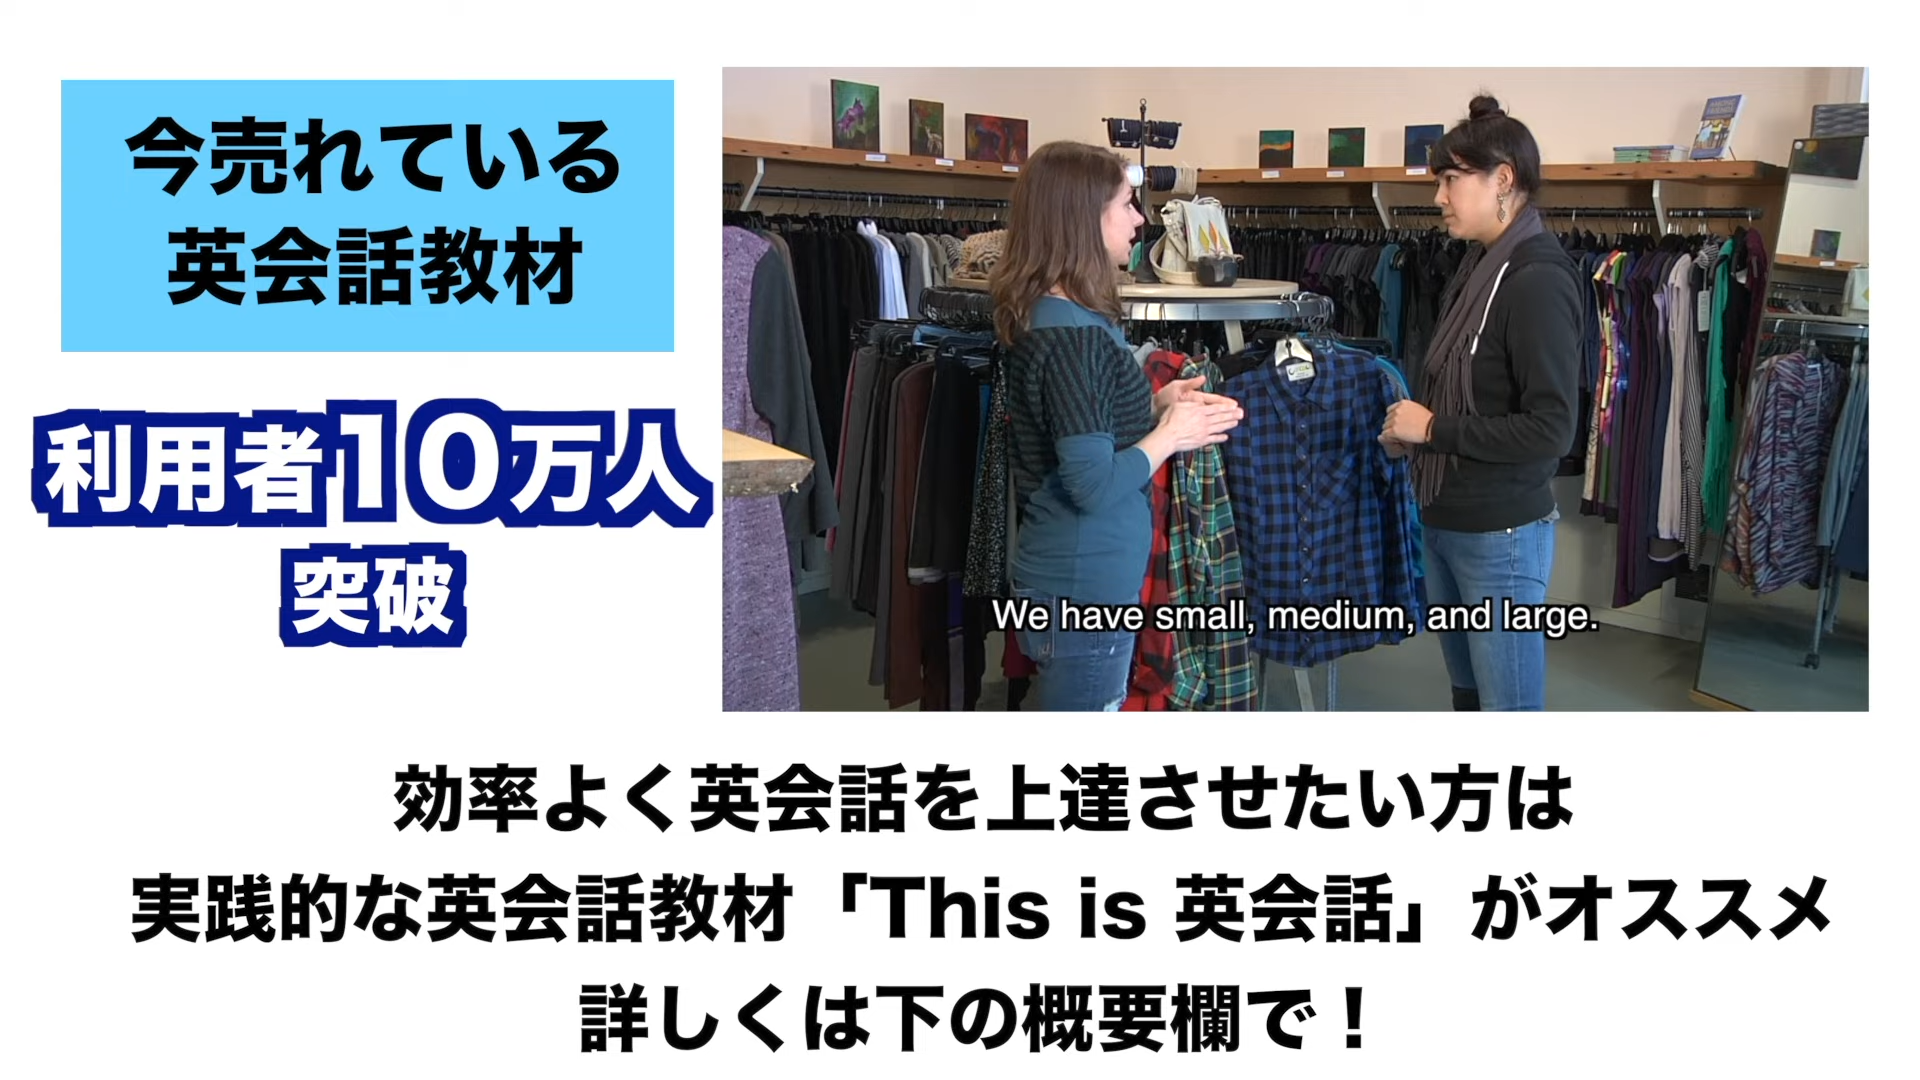 今売れている
英会話教材
利用者10万人
突破
We have small, medium, and large.
効率よく英会話を上達させたい方は
実践的な英会話教材「This is 英会話」がオススメ
詳しくは下の概要欄で！